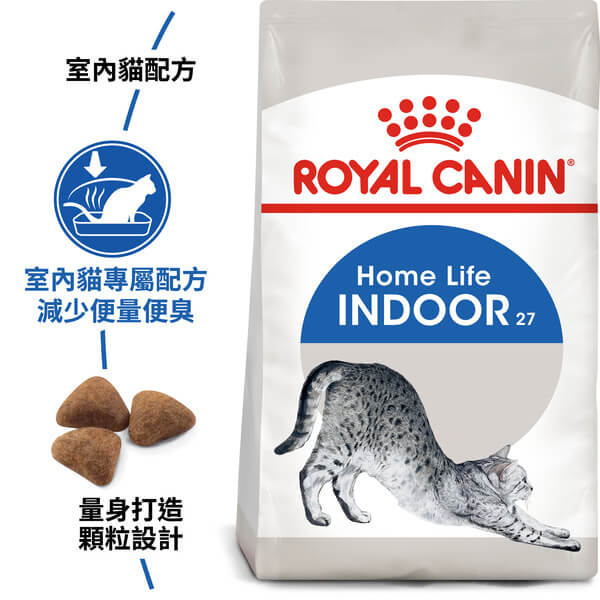 室內貓配方
室內貓專屬配方
減少便量便臭
量身打造
顆粒設計
ROYAL CANIN®
Home Life
INDOOR 27